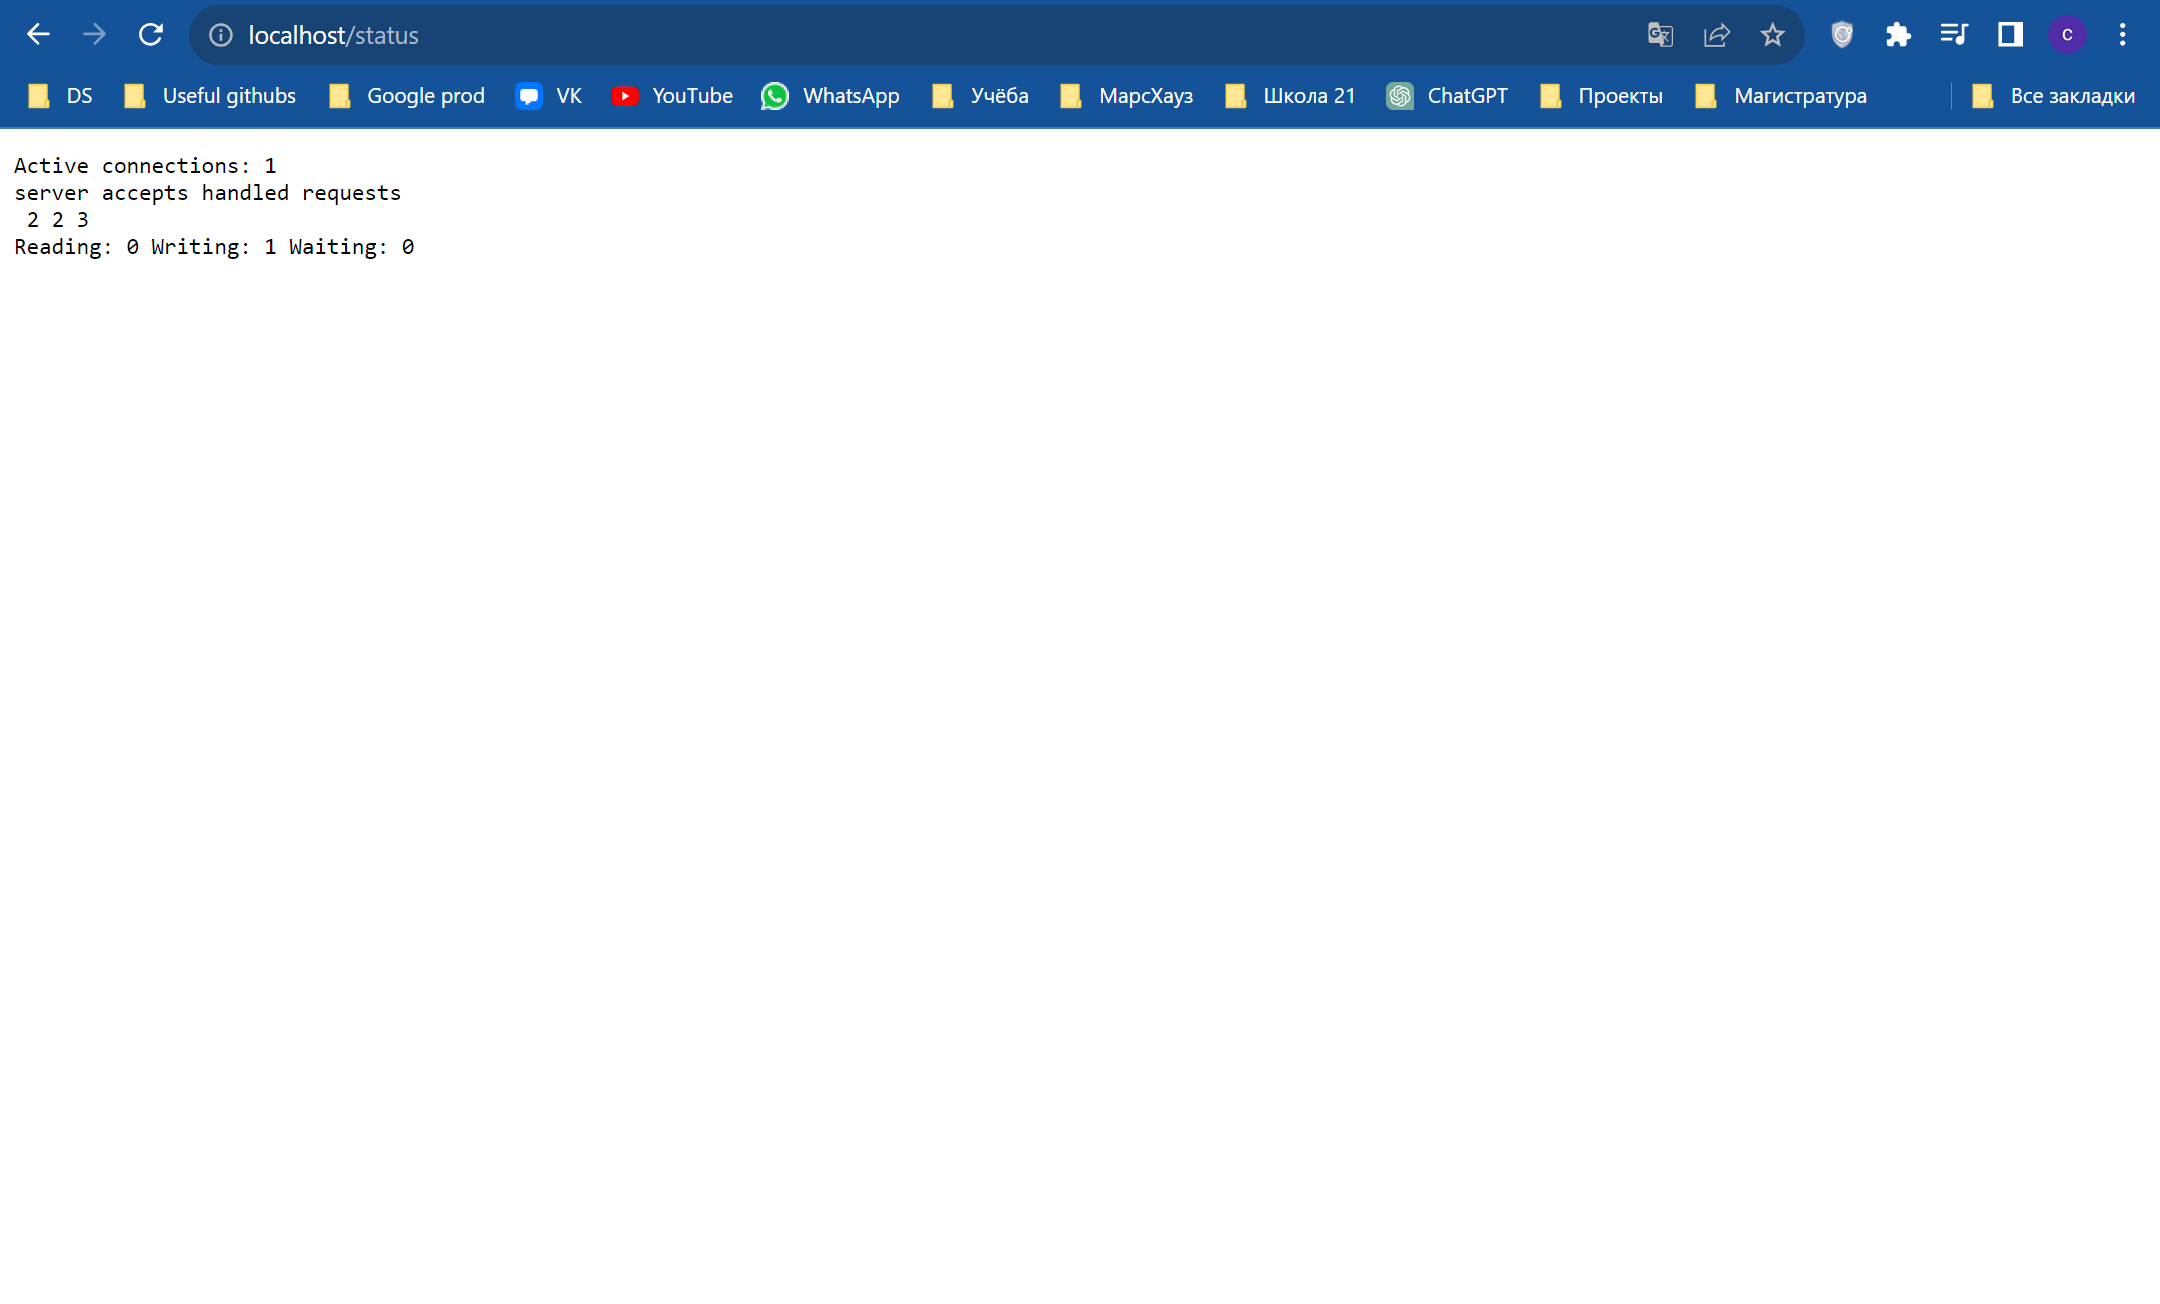 localhost/status
C
DS Useful githubs Google prod VK YouTube WhatsApp Учёба МарсХауз Школа 21 ChatGPT Проекты Магистратура Все закладки
Active connections: 1
server accepts handled requests
2 2 3
Reading: 0 Writing: 1 Waiting: 0